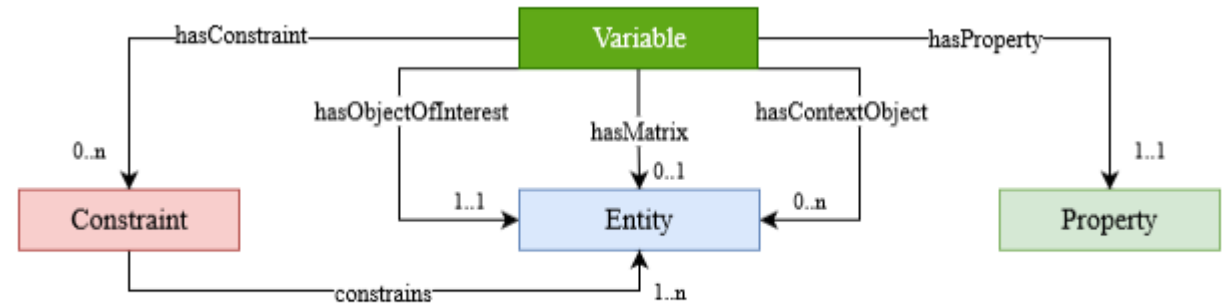 Variable
hasConstraint
hasProperty
hasObjectOfInterest
hasContextObject
hasMatrix
0..n
1..1
0..1
1..1
0..n
Constraint
Entity
Property
constrains
1..n